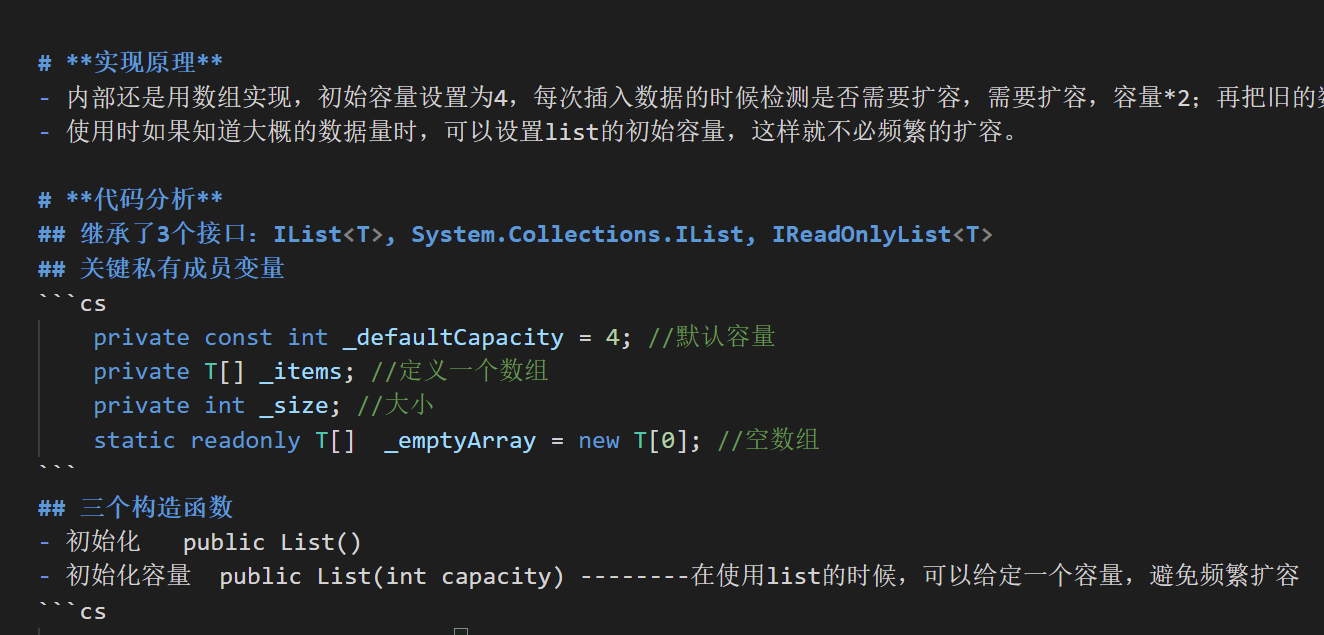 # **实现原理**
- 内部还是用数组实现，初始容量设置为4，每次插入数据的时候检测是否需要扩容，需要扩容，容量*2；再把旧的
- 使用时如果知道大概的数据量时，可以设置list的初始容量，这样就不必频繁的扩容。
# **代码分析**
## 继承了3个接口：IList<T>, System.Collections.IList, IReadOnlyList<T>
## 关键私有成员变量
```cs
private const int _defaultCapacity = 4; //默认容量
private T[] _items; //定义一个数组
private int _size; //大小
static readonly T[]  _emptyArray = new T[0]; //空数组
```
## 三个构造函数
- 初始化   public List()
- 初始化容量  public List(int capacity) --------在使用list的时候，可以给定一个容量，避免频繁扩容
```cs